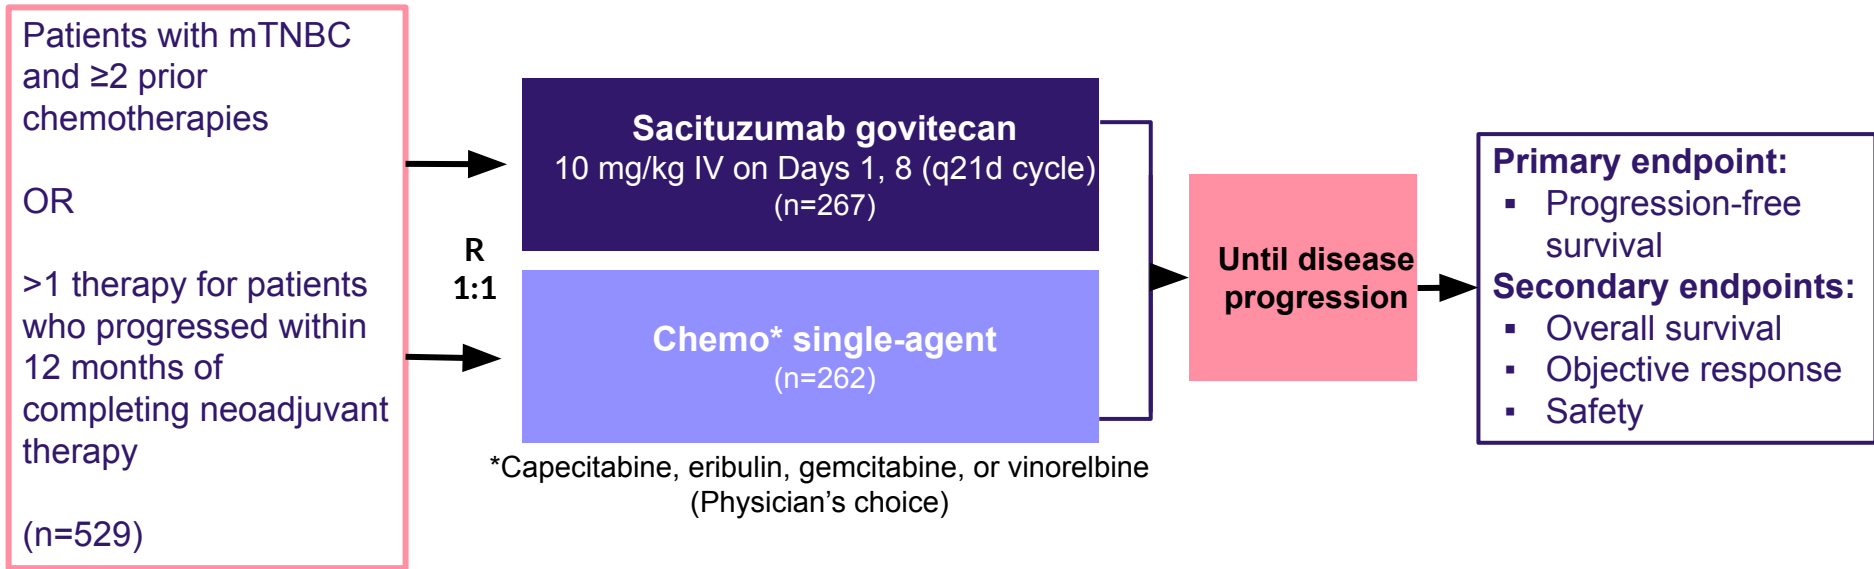 Patients with mTNBC
and ≥2 prior
chemotherapies
OR
>1 therapy for patients
who progressed within
12 months of
completing neoadjuvant
therapy
(n=529)
R
1:1
Sacituzumab govitecan
10 mg/kg IV on Days 1, 8 (q21d cycle)
(n=267)
Chemo* single-agent
(n=262)
*Capecitabine, eribulin, gemcitabine, or vinorelbine
(Physician’s choice)
Until disease
progression
Primary endpoint:
▪ Progression-free
survival
Secondary endpoints:
▪ Overall survival
▪ Objective response
▪ Safety